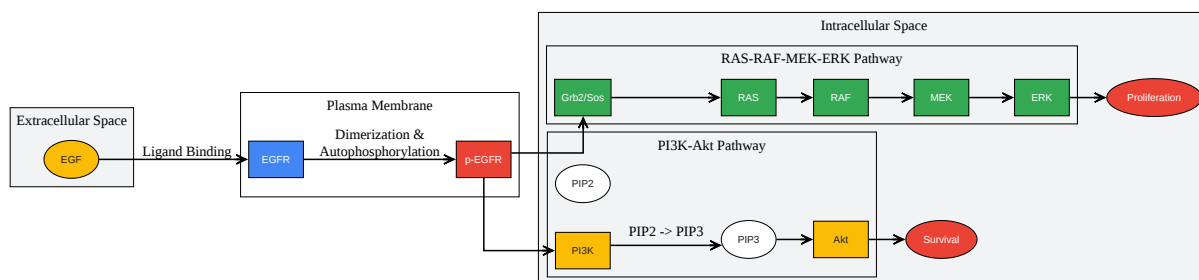 Intracellular Space
RAS-RAF-MEK-ERK Pathway
Grb2/Sos
RAS
RAF
MEK
ERK
Proliferation
Plasma Membrane
Extracellular Space
Dimerization &
Autophosphorylation
EGF
Ligand Binding
EGFR
p-EGFR
PI3K-Akt Pathway
PIP2
PI3K
PIP2 -> PIP3
PIP3
Akt
Survival